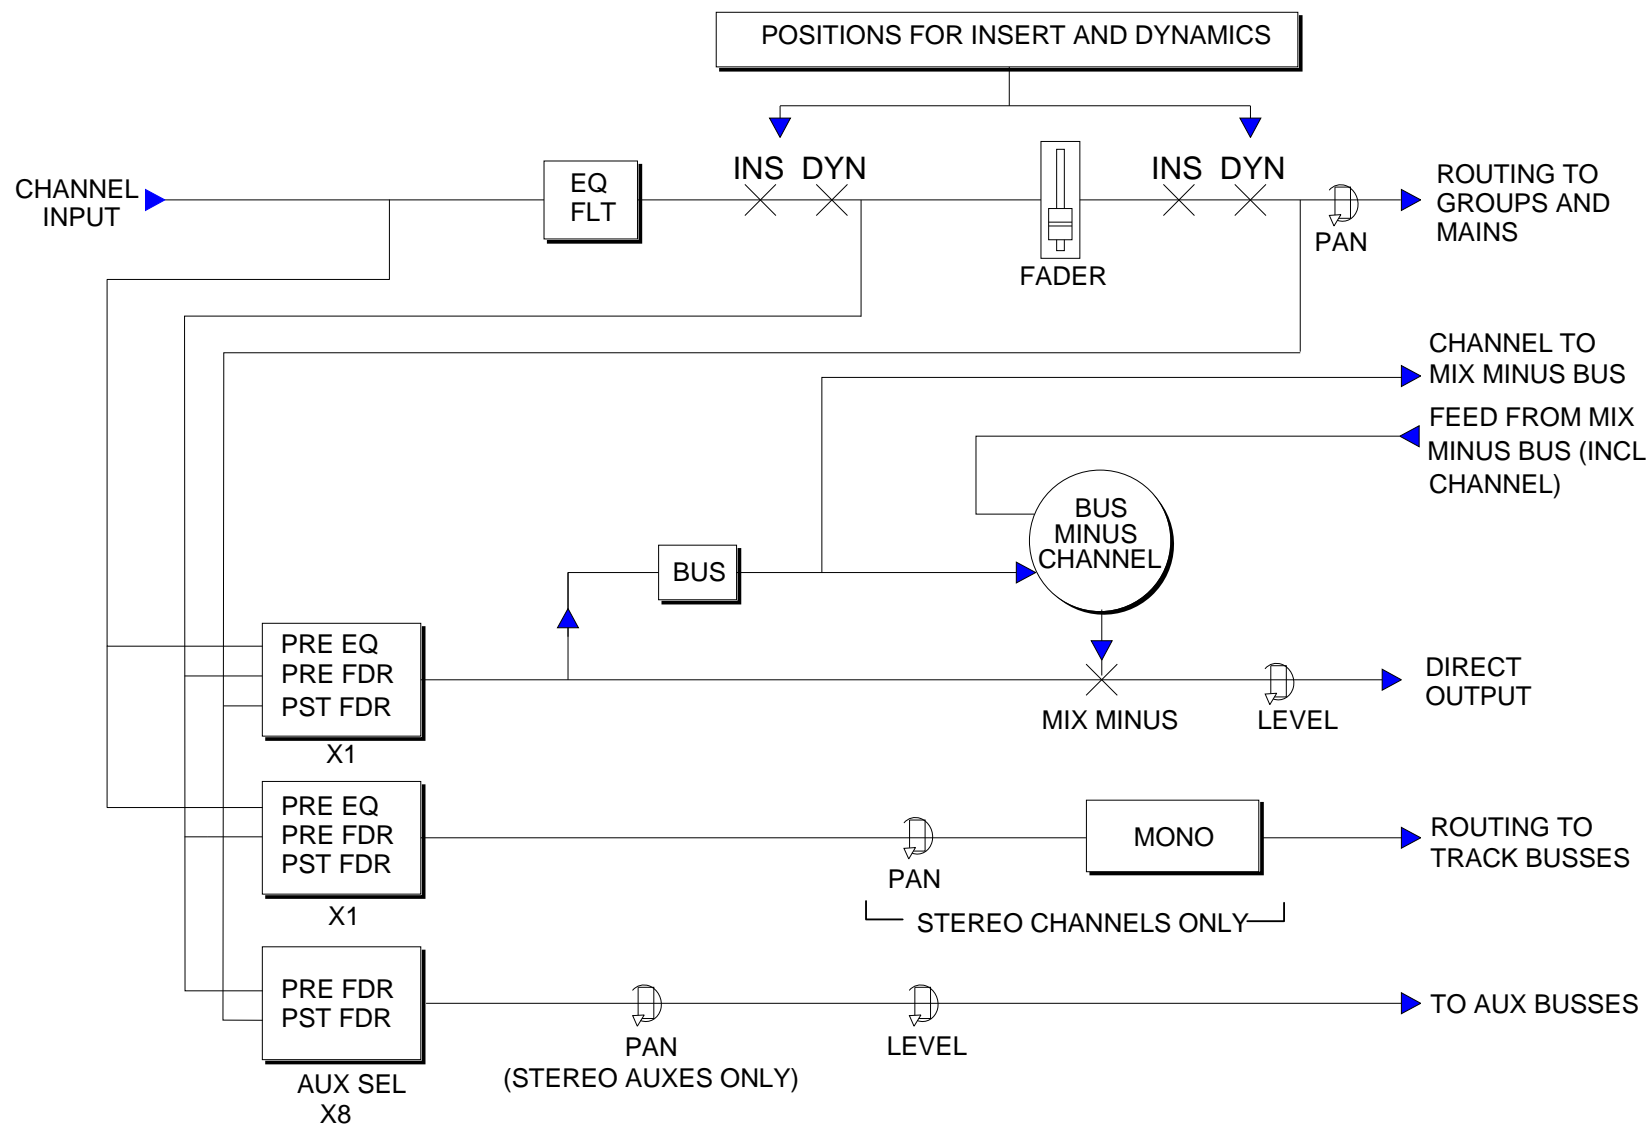 POSITIONS FOR INSERT AND DYNAMICS
INS DYN
INS DYN
CHANNEL
INPUT
EQ
FLT
FADER
PAN
ROUTING TO
GROUPS AND
MAINS
CHANNEL TO
MIX MINUS BUS
FEED FROM MIX
MINUS BUS (INCL
CHANNEL)
BUS
MINUS
CHANNEL
BUS
PRE EQ
PRE FDR
PST FDR
X1
MIX MINUS
LEVEL
DIRECT
OUTPUT
PRE EQ
PRE FDR
PST FDR
X1
PAN
MONO
STEREO CHANNELS ONLY
ROUTING TO
TRACK BUSSES
PRE FDR
PST FDR
AUX SEL
X8
PAN
(STEREO AUXES ONLY)
LEVEL
TO AUX BUSSES